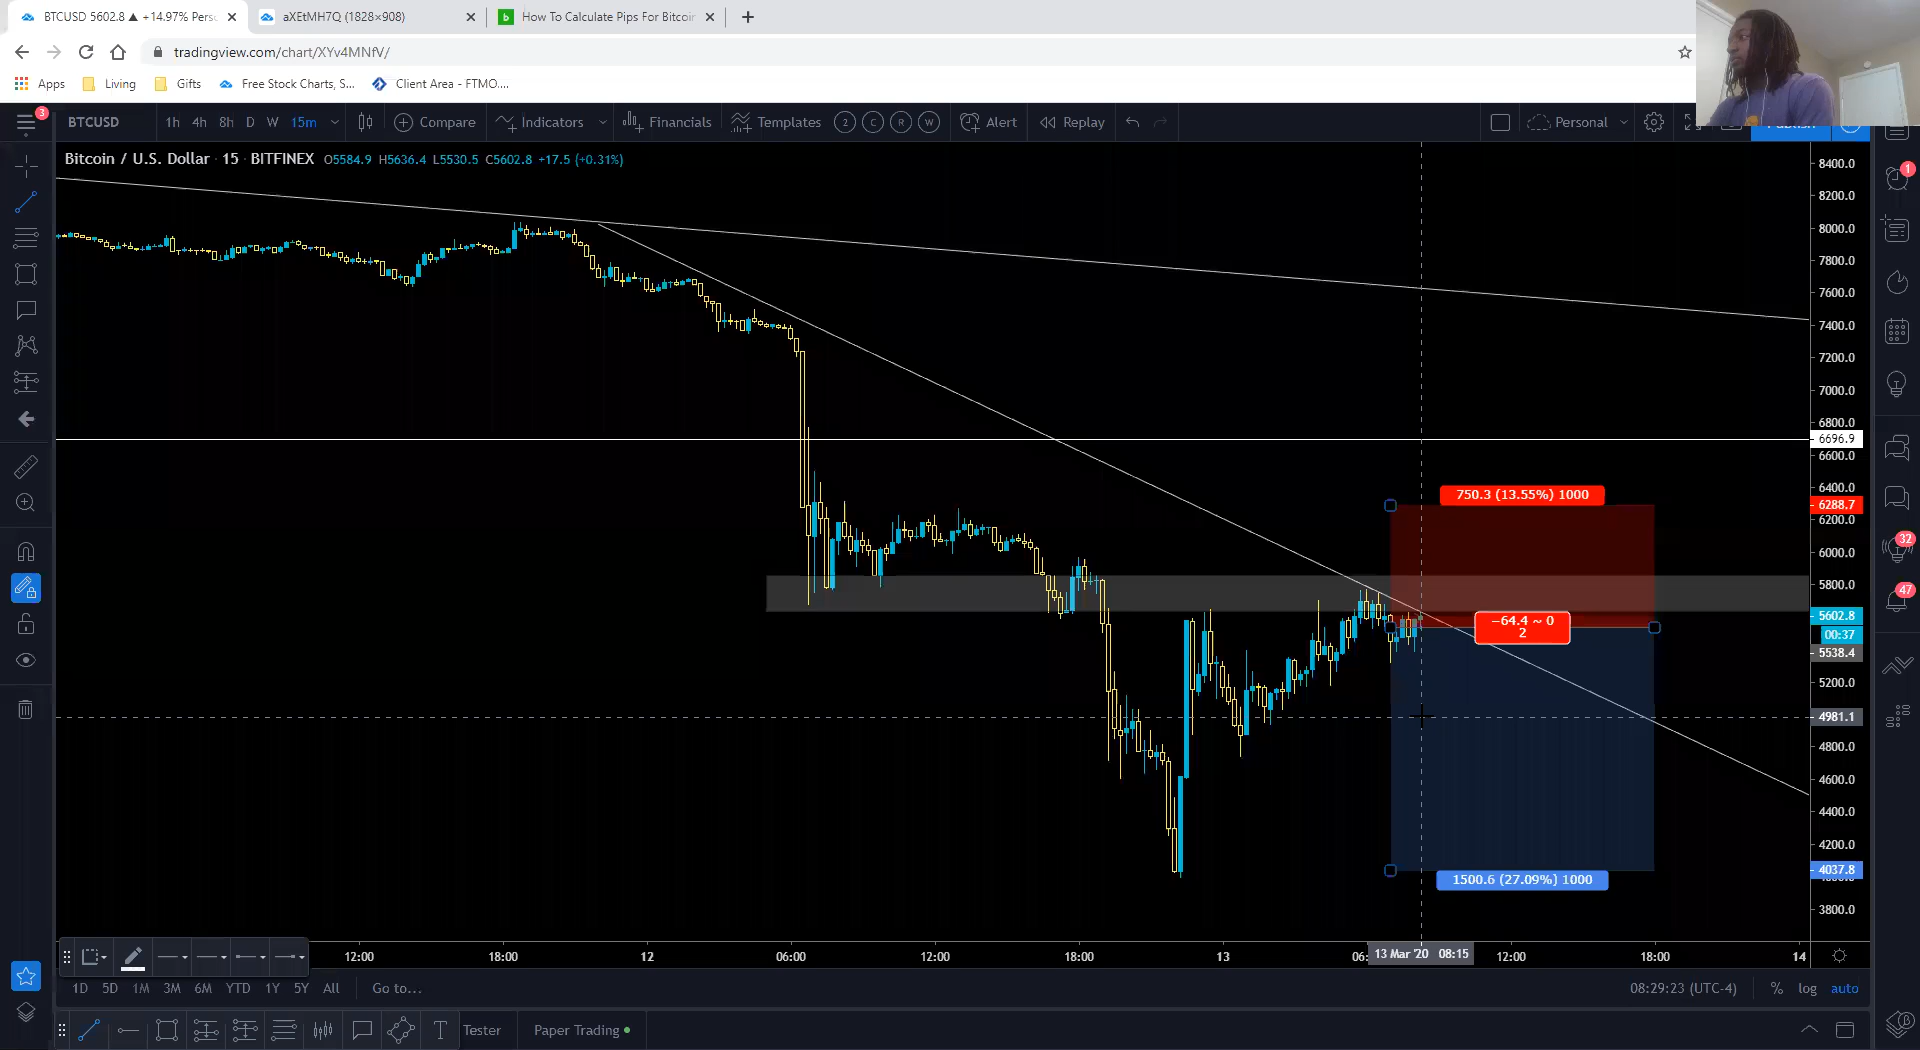 BTCUSD 5602.8 ▲ +14.97% Pers
aXEtMH7Q (1828×908)
How To Calculate Pips For Bitcoin
tradingview.com/chart/XYv4MNfV/
Apps
Living
Gifts
Free Stock Charts, S...
Client Area - FTMO....
3
BTCUSD
1h 4h 8h D W 15m
Compare
Indicators
Financials
Templates
2 C R W
Alert
Replay
Personal
Publish
Bitcoin / U.S. Dollar · 15 · BITFINEX O5584.9 H5636.4 L5530.5 C5602.8 +17.5 (+0.31%)
8400.0
8200.0
8000.0
7800.0
7600.0
7400.0
7200.0
7000.0
6800.0
6696.9
6600.0
6400.0
6288.7
6200.0
6000.0
5800.0
5602.8
00:37
5538.4
5200.0
4981.1
4800.0
4600.0
4400.0
4200.0
4037.8
3800.0
750.3 (13.55%) 1000
−64.4 ~ 0
2
1500.6 (27.09%) 1000
1
32
47
12:00 18:00 12 06:00 12:00 18:00 13 06: 13 Mar '20 08:15 12:00 18:00 14
1D 5D 1M 3M 6M YTD 1Y 5Y All Go to...
08:29:23 (UTC-4) % log auto
T Tester Paper Trading